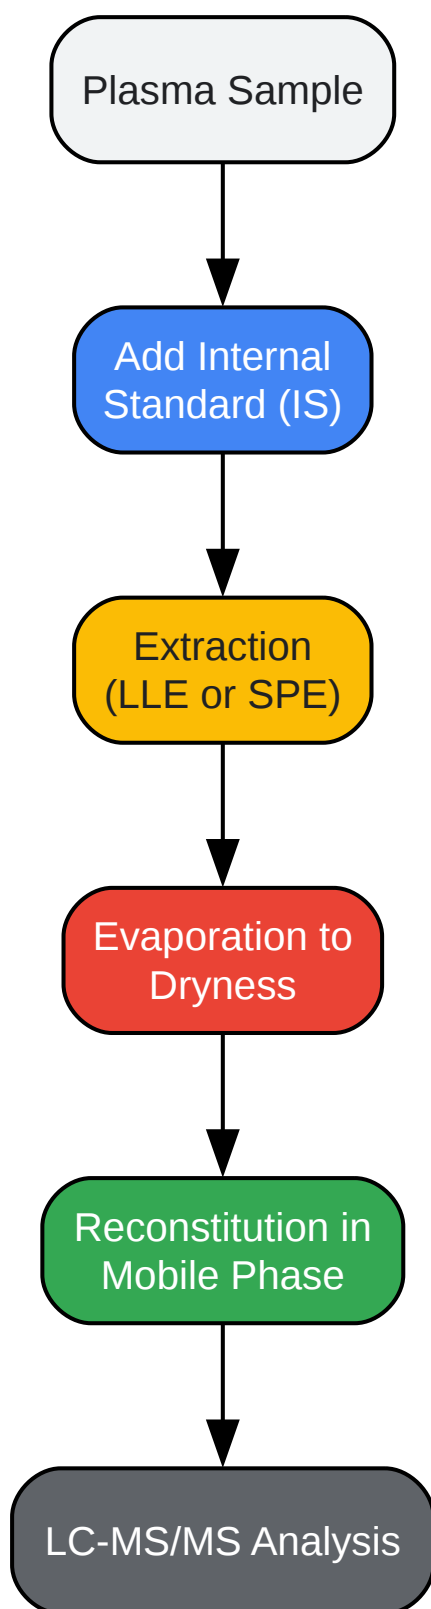 Plasma Sample
Add Internal
Standard (IS)
Extraction
(LLE or SPE)
Evaporation to
Dryness
Reconstitution in
Mobile Phase
LC-MS/MS Analysis